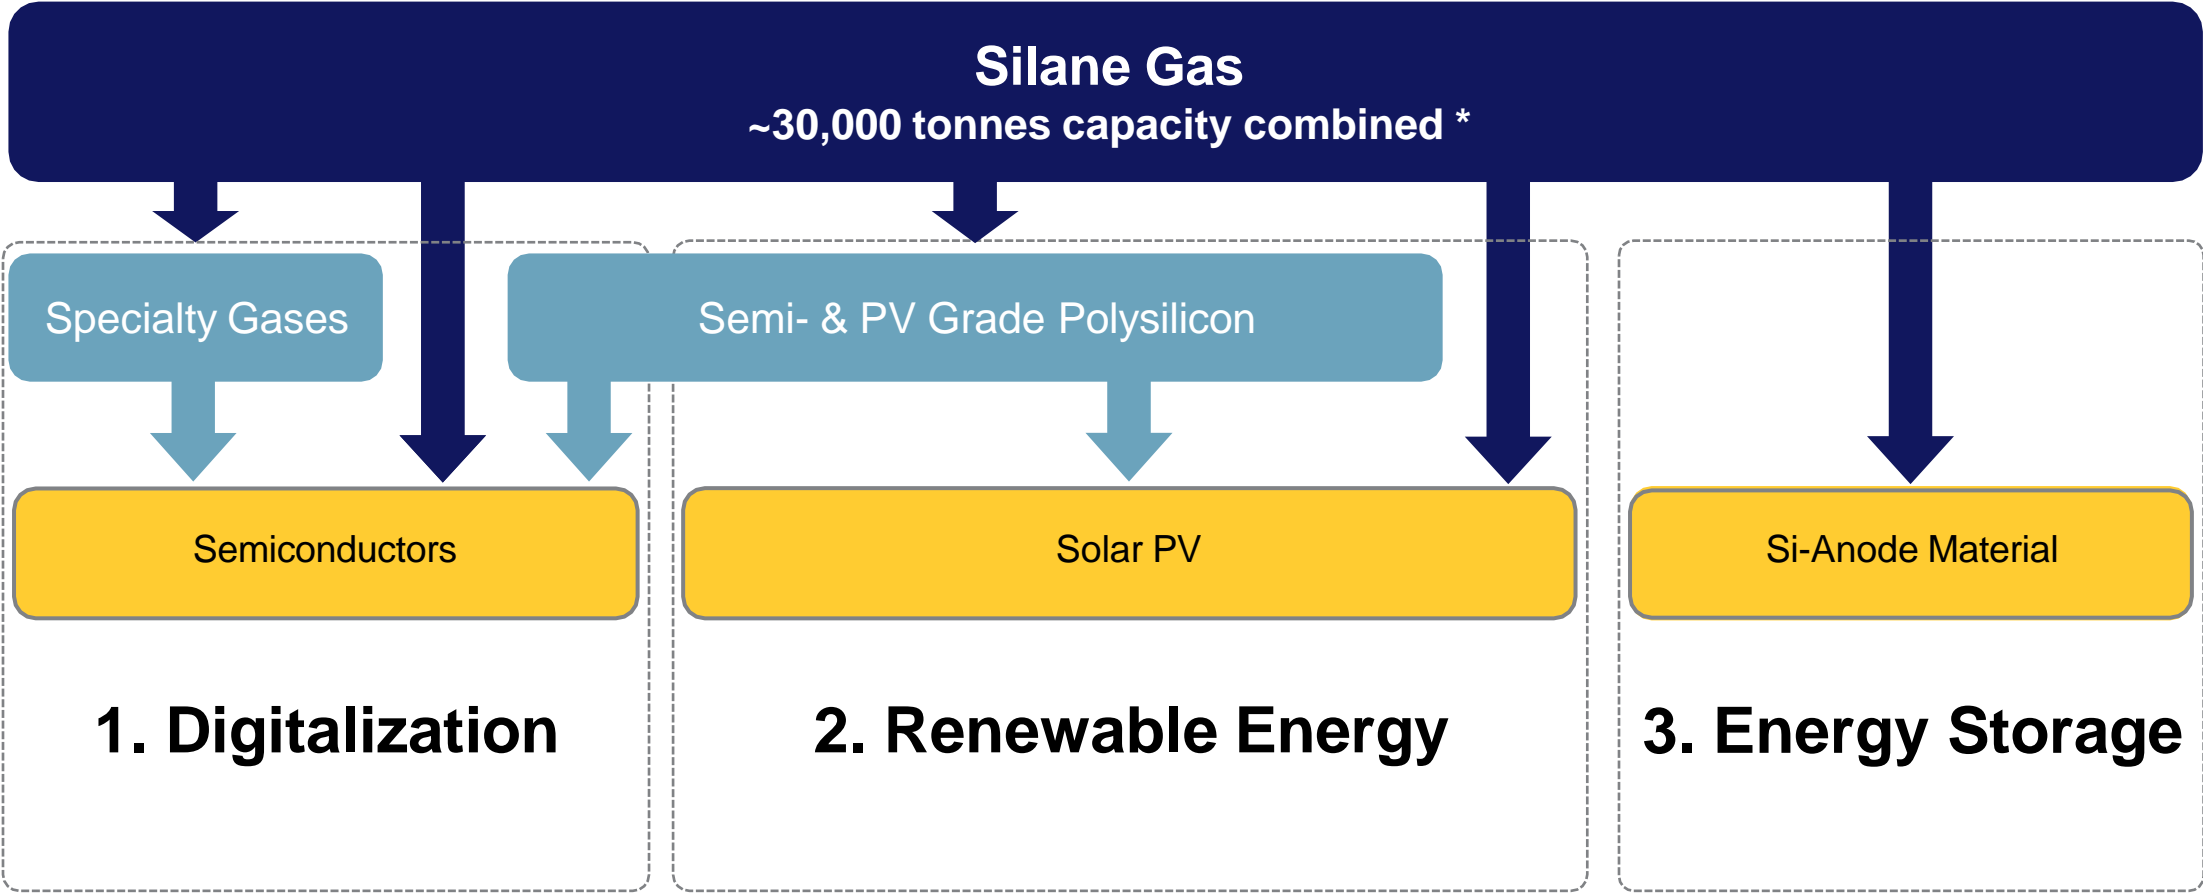 Silane Gas
~30,000 tonnes capacity combined *
Specialty Gases
Semi- & PV Grade Polysilicon
Semiconductors
Solar PV
Si-Anode Material
1. Digitalization
2. Renewable Energy
3. Energy Storage